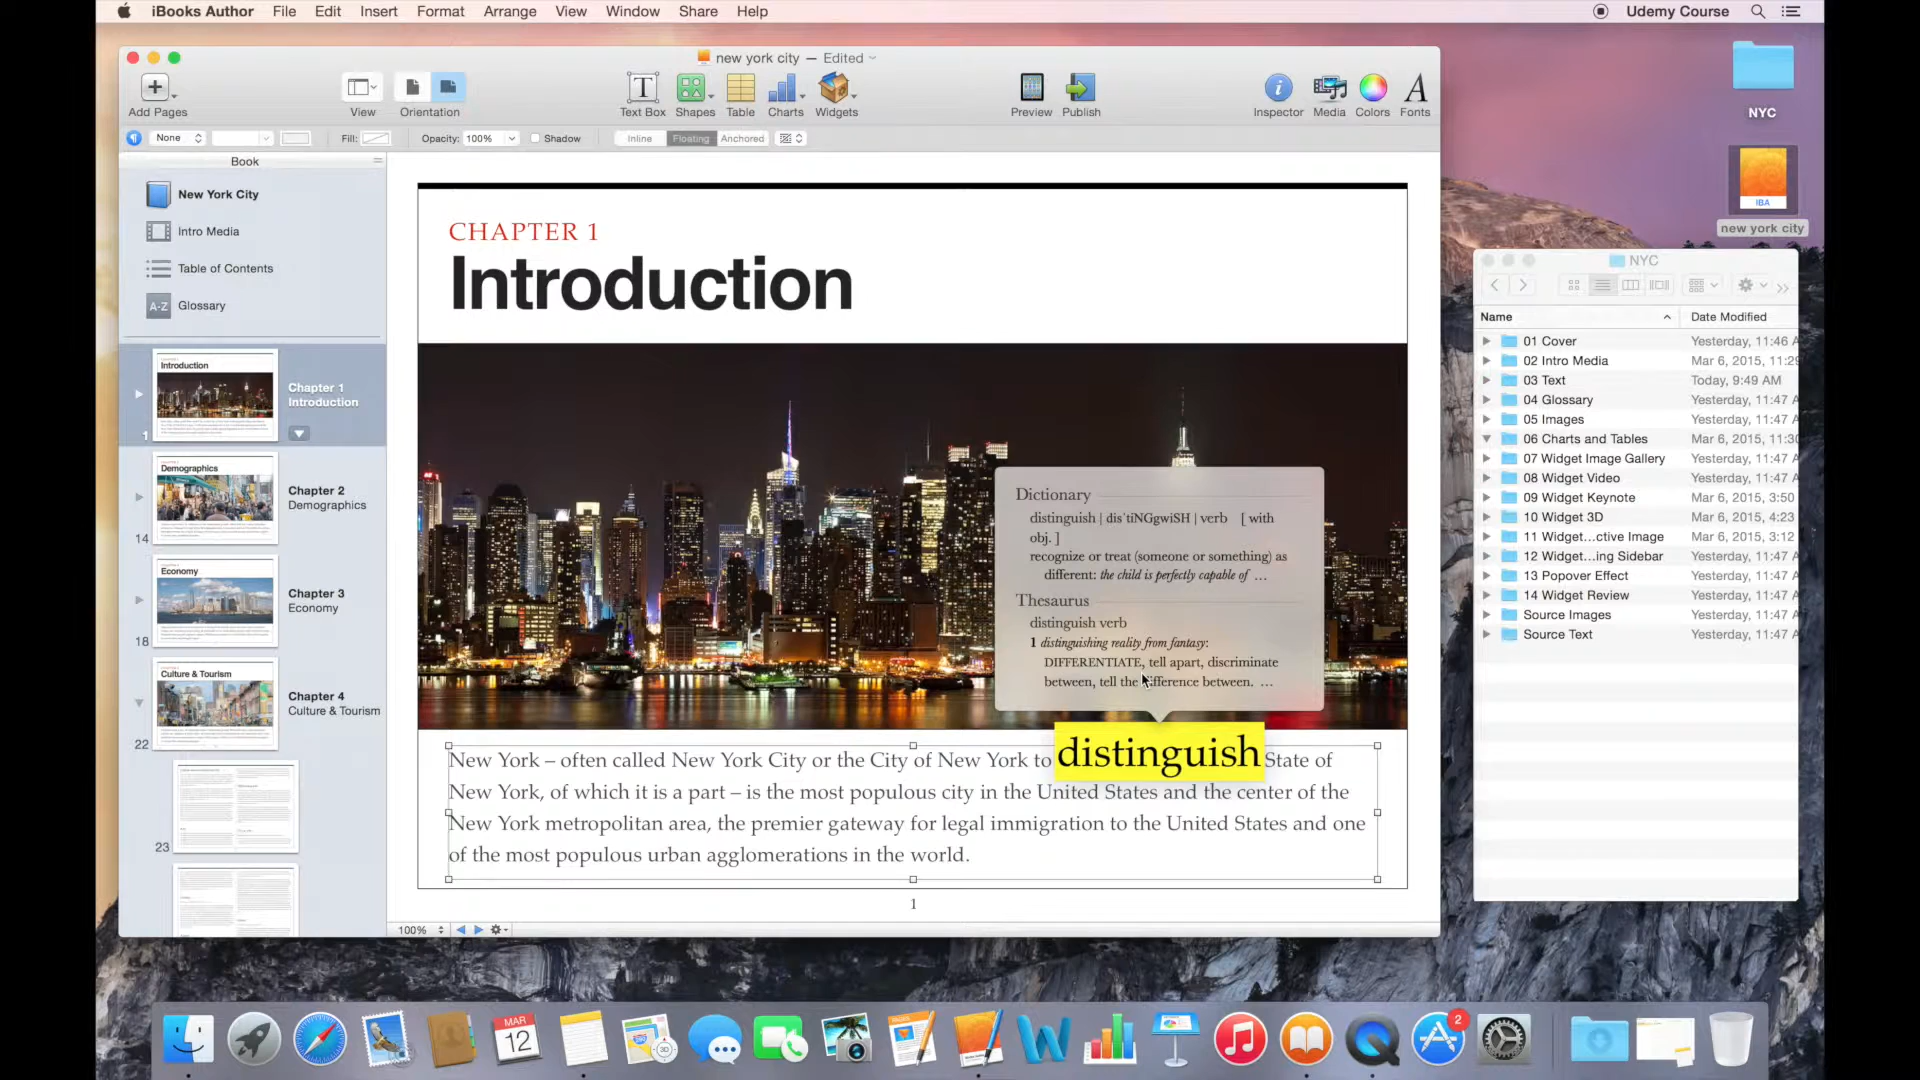 iBooks Author File Edit Insert Format Arrange View Window Share Help Udemy Course
new york city — Edited
Add Pages View Orientation Text Box Shapes Table Charts Widgets Preview Publish Inspector Media Colors Fonts
None Fill: Opacity: 100% Shadow Inline Floating Anchored
Book
New York City
Intro Media
Table of Contents
A-Z Glossary
Introduction
Chapter 1
Introduction
1
Demographics
Chapter 2
Demographics
14
Economy
Chapter 3
Economy
18
Culture & Tourism
Chapter 4
Culture & Tourism
22
23
CHAPTER 1
Introduction
Dictionary
distinguish | disˈtiNGgwiSH | verb [ with
obj. ]
recognize or treat (someone or something) as
different: the child is perfectly capable of …
Thesaurus
distinguish verb
1 distinguishing reality from fantasy:
DIFFERENTIATE, tell apart, discriminate
between, tell the difference between. …
New York – often called New York City or the City of New York to distinguish State of
New York, of which it is a part – is the most populous city in the United States and the center of the
New York metropolitan area, the premier gateway for legal immigration to the United States and one
of the most populous urban agglomerations in the world.
1
100%
NYC
IBA
new york city
NYC
Name Date Modified
01 Cover Yesterday, 11:46 A
02 Intro Media Mar 6, 2015, 11:29
03 Text Today, 9:49 AM
04 Glossary Yesterday, 11:47 A
05 Images Yesterday, 11:47 A
06 Charts and Tables Mar 6, 2015, 11:30
07 Widget Image Gallery Yesterday, 11:47 A
08 Widget Video Yesterday, 11:47 A
09 Widget Keynote Mar 6, 2015, 3:50
10 Widget 3D Mar 6, 2015, 4:23
11 Widget...ctive Image Mar 6, 2015, 3:12
12 Widget...ing Sidebar Yesterday, 11:47 A
13 Popover Effect Yesterday, 11:47 A
14 Widget Review Yesterday, 11:47 A
Source Images Yesterday, 11:47 A
Source Text Yesterday, 11:47 A
MAR
12
3D
2